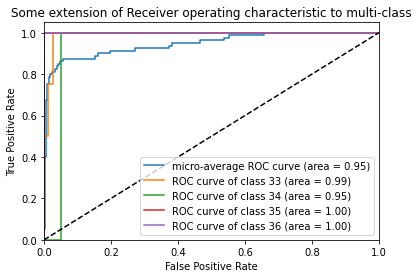 Some extension of Receiver operating characteristic to multi-class
1.0
0.8
0.6
0.4
0.2
0.0
True Positive Rate
micro-average ROC curve (area = 0.95)
ROC curve of class 33 (area = 0.99)
ROC curve of class 34 (area = 0.95)
ROC curve of class 35 (area = 1.00)
ROC curve of class 36 (area = 1.00)
0.0 0.2 0.4 0.6 0.8 1.0
False Positive Rate